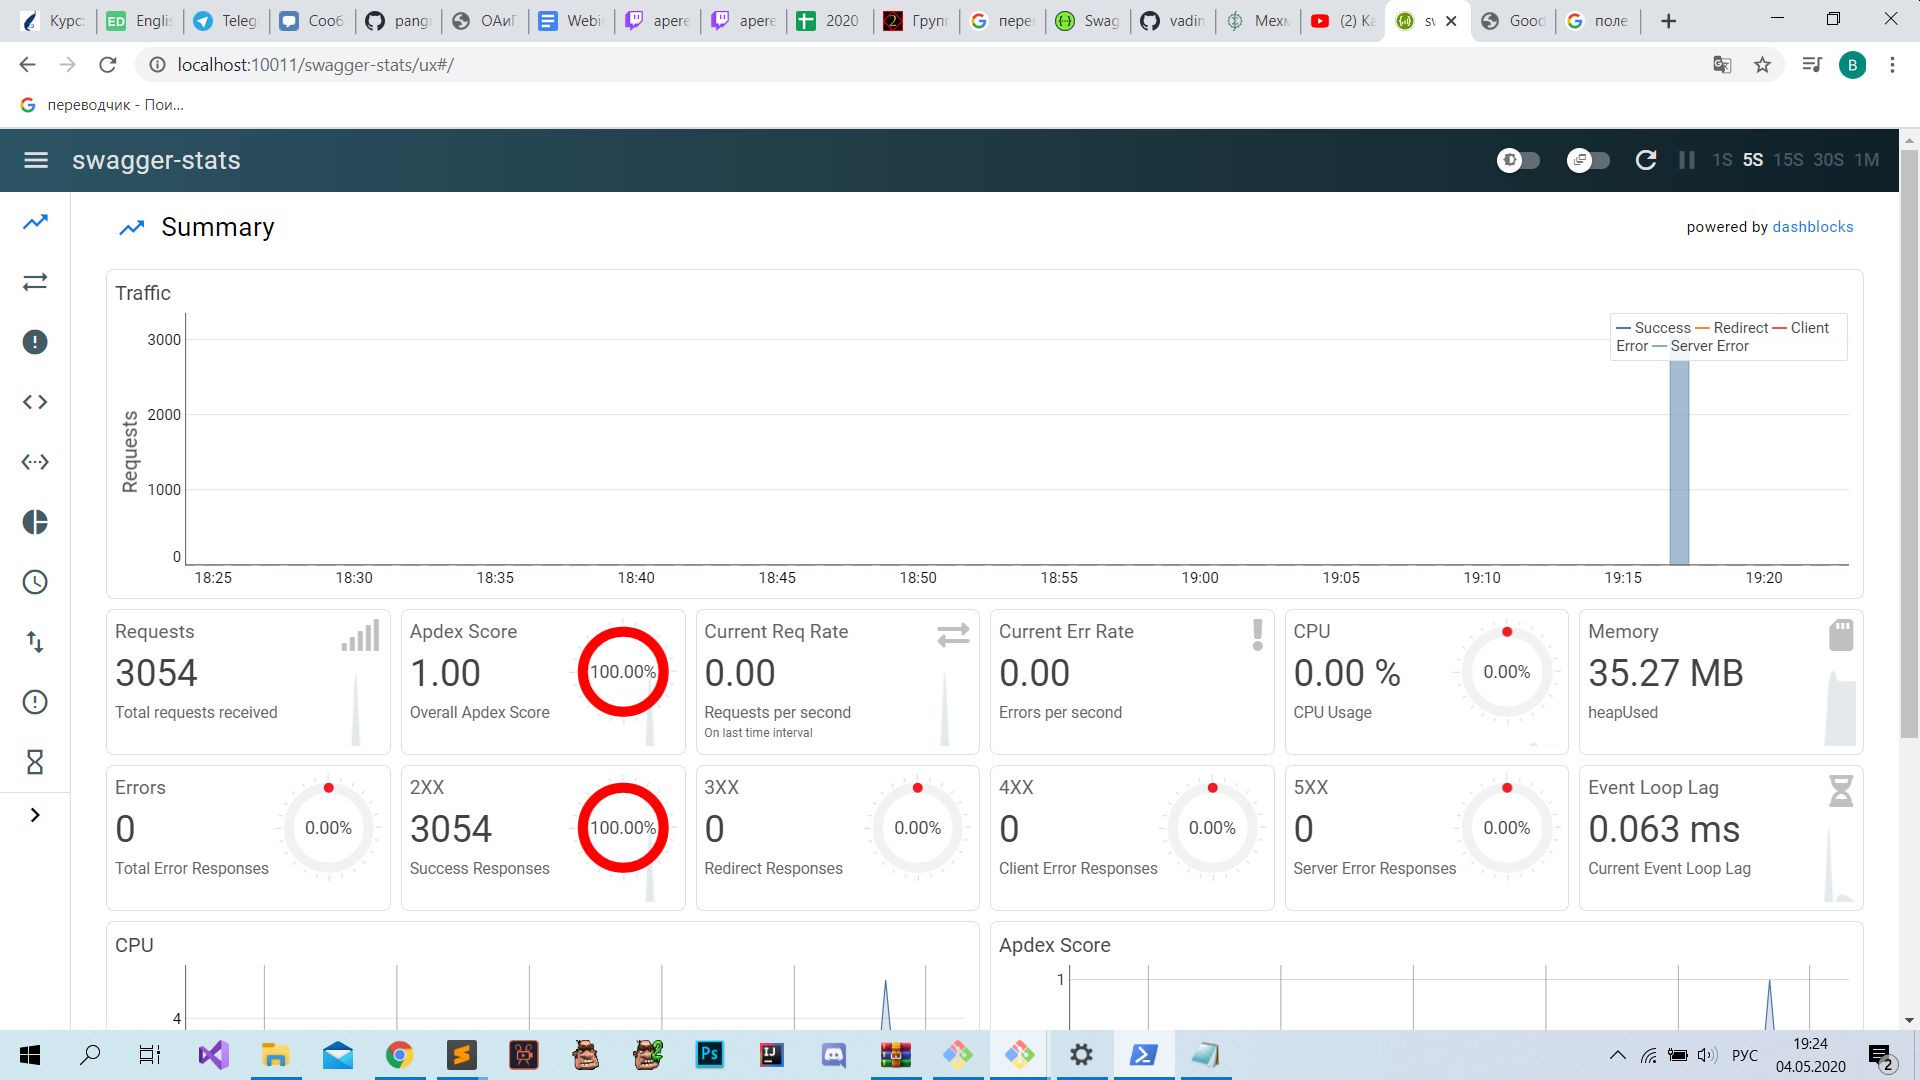 Курс: Englis Telegr Сооб pang ОАиП Webi apere apere 2020 Групп пере Swag vadin Мехм (2) Ка sv Good поле
localhost:10011/swagger-stats/ux#/
B
переводчик - Пои...
swagger-stats
1S 5S 15S 30S 1M
Summary
powered by dashblocks
Traffic
Success Redirect Client
Error Server Error
Requests
3000
2000
1000
0
18:25 18:30 18:35 18:40 18:45 18:50 18:55 19:00 19:05 19:10 19:15 19:20
Requests
3054
Total requests received
Apdex Score
1.00
100.00%
Overall Apdex Score
Current Req Rate
0.00
Requests per second
On last time interval
Current Err Rate
0.00
Errors per second
CPU
0.00 %
0.00%
CPU Usage
Memory
35.27 MB
heapUsed
Errors
0
0.00%
Total Error Responses
2XX
3054
100.00%
Success Responses
3XX
0
0.00%
Redirect Responses
4XX
0
0.00%
Client Error Responses
5XX
0
0.00%
Server Error Responses
Event Loop Lag
0.063 ms
Current Event Loop Lag
CPU
4
Apdex Score
1
Ps
IJ
РУС
19:24
04.05.2020
2